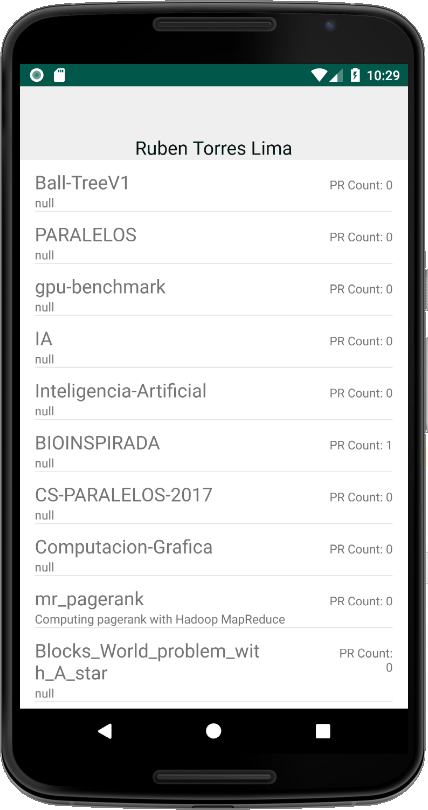 10:29
Ruben Torres Lima
Ball-TreeV1 PR Count: 0
null
PARALELOS PR Count: 0
null
gpu-benchmark PR Count: 0
null
IA PR Count: 0
null
Inteligencia-Artificial PR Count: 0
null
BIOINSPIRADA PR Count: 1
null
CS-PARALELOS-2017 PR Count: 0
null
Computacion-Grafica PR Count: 0
null
mr_pagerank PR Count: 0
Computing pagerank with Hadoop MapReduce
Blocks_World_problem_wit PR Count:
h_A_star 0
null